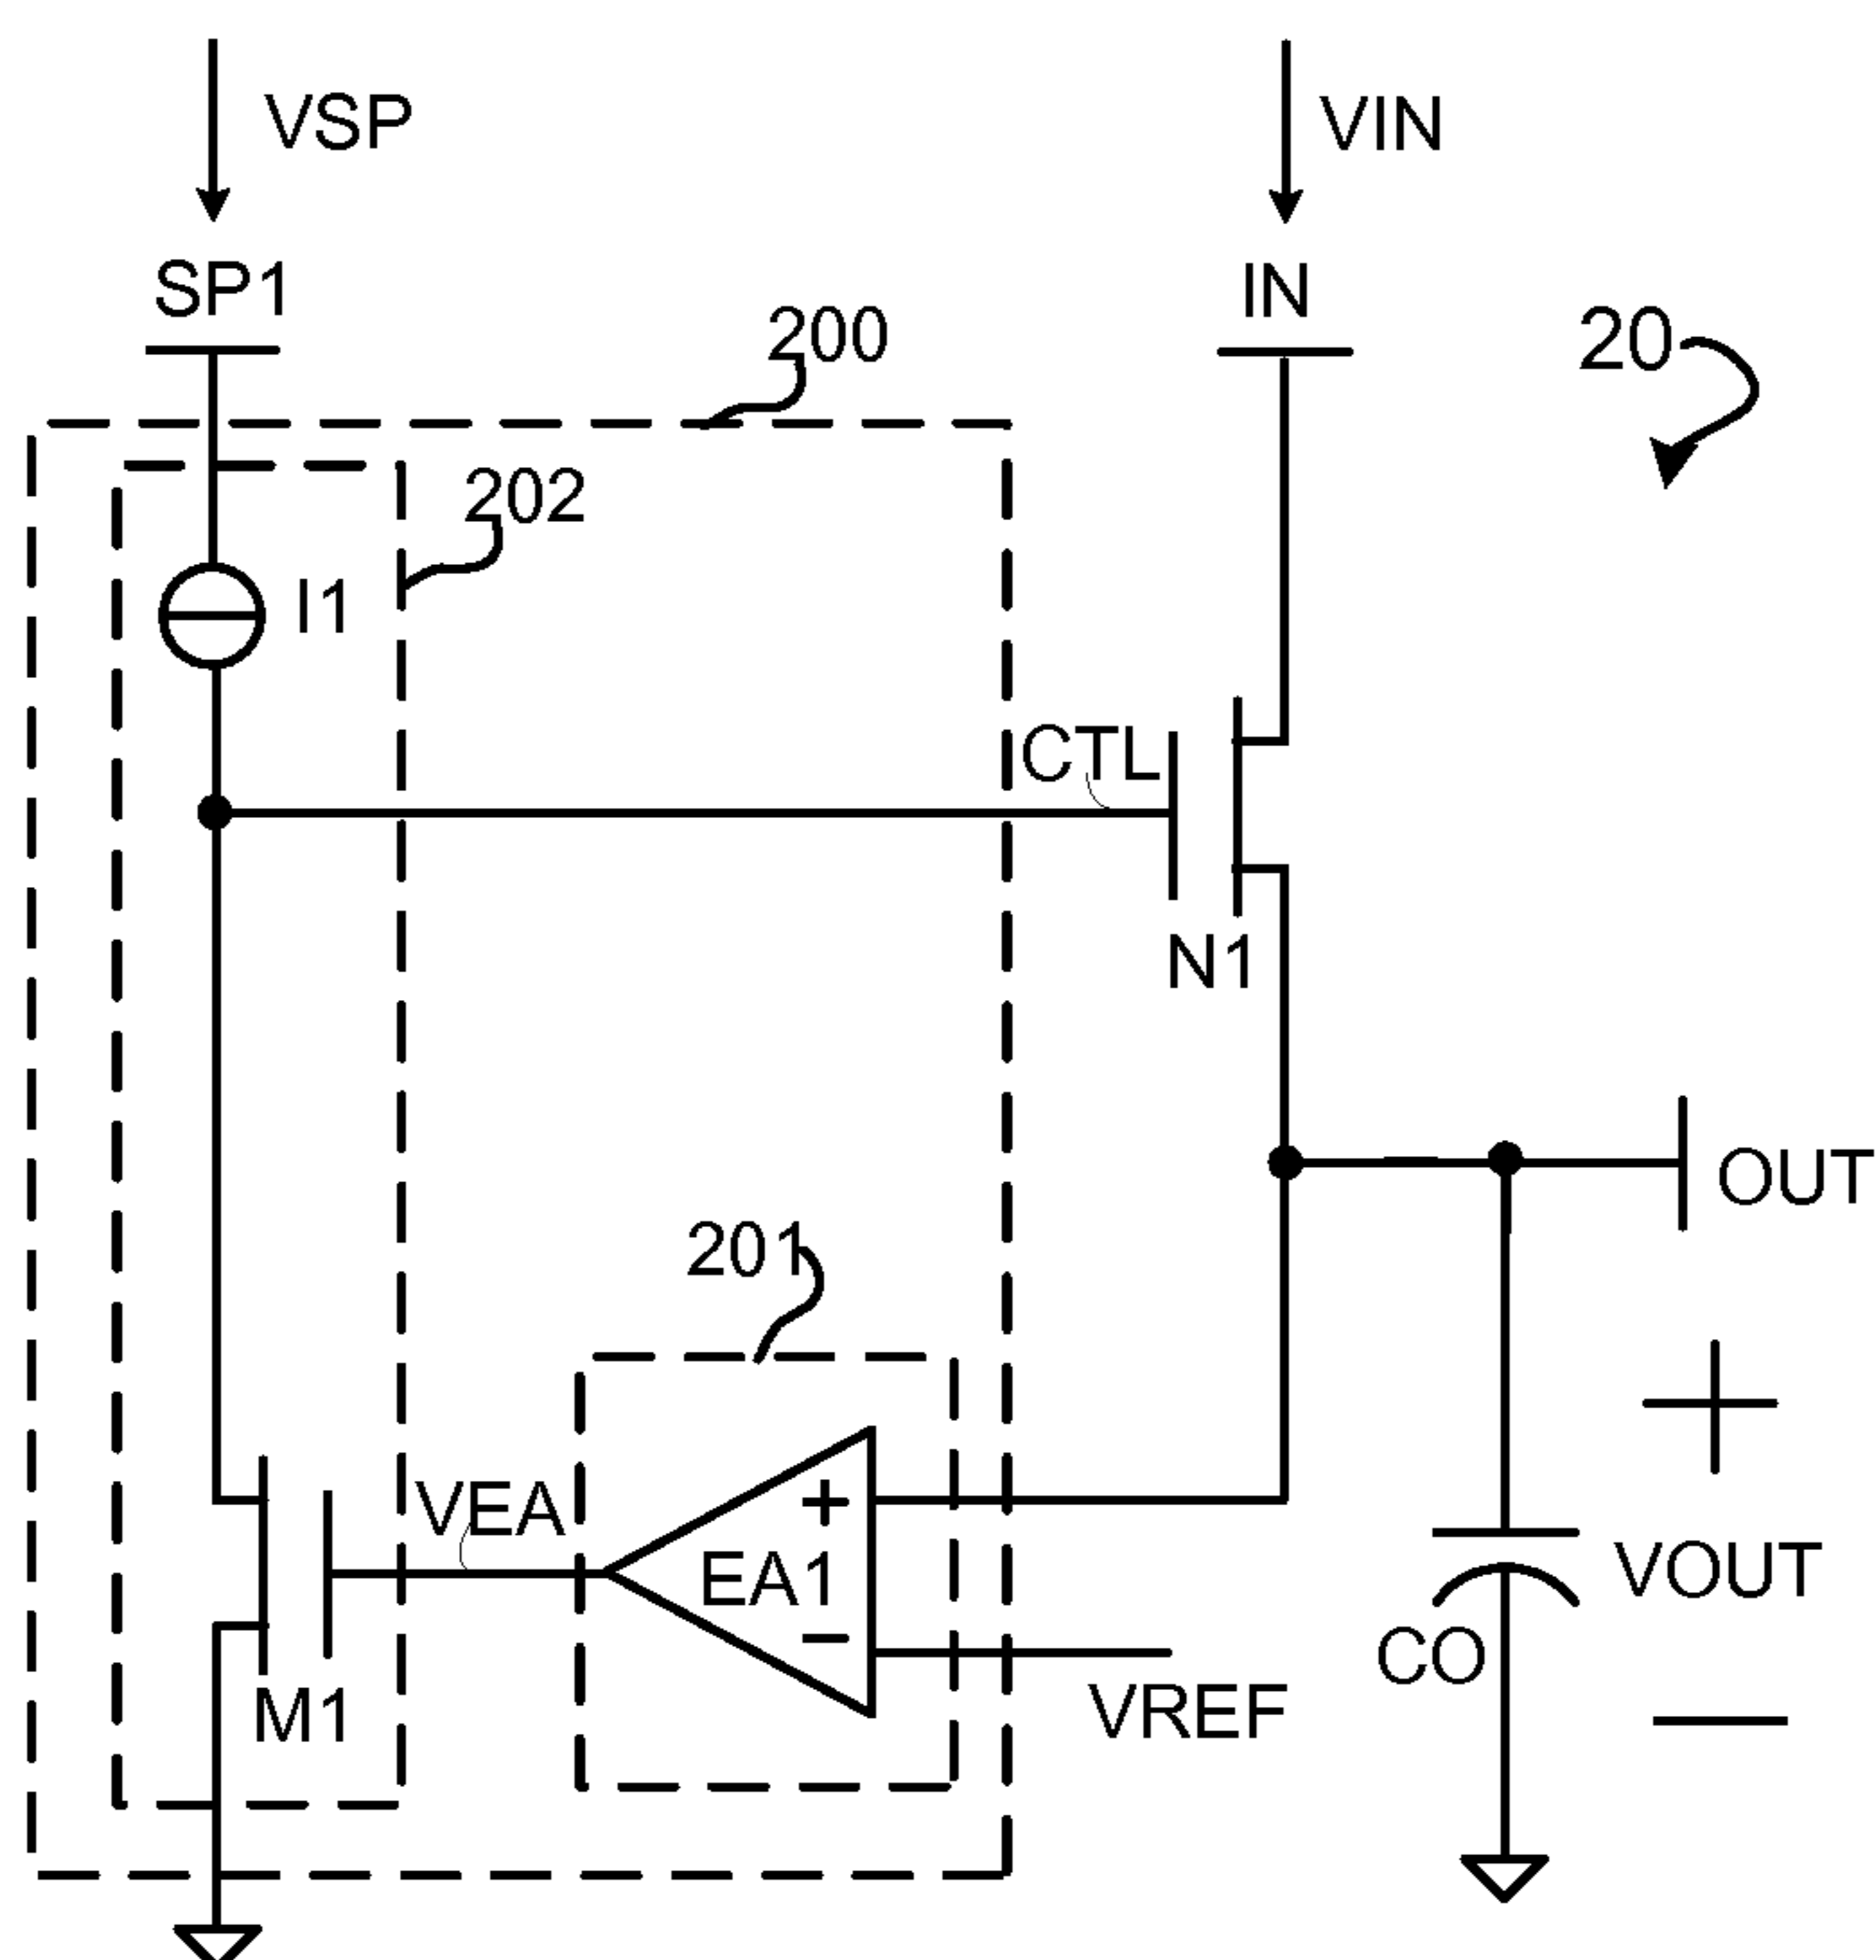 VSP
VIN
SP1
IN
200
20
202
I1
CTL
N1
OUT
201
VEA
+
EA1
−
+
VOUT
CO
M1
VREF
−